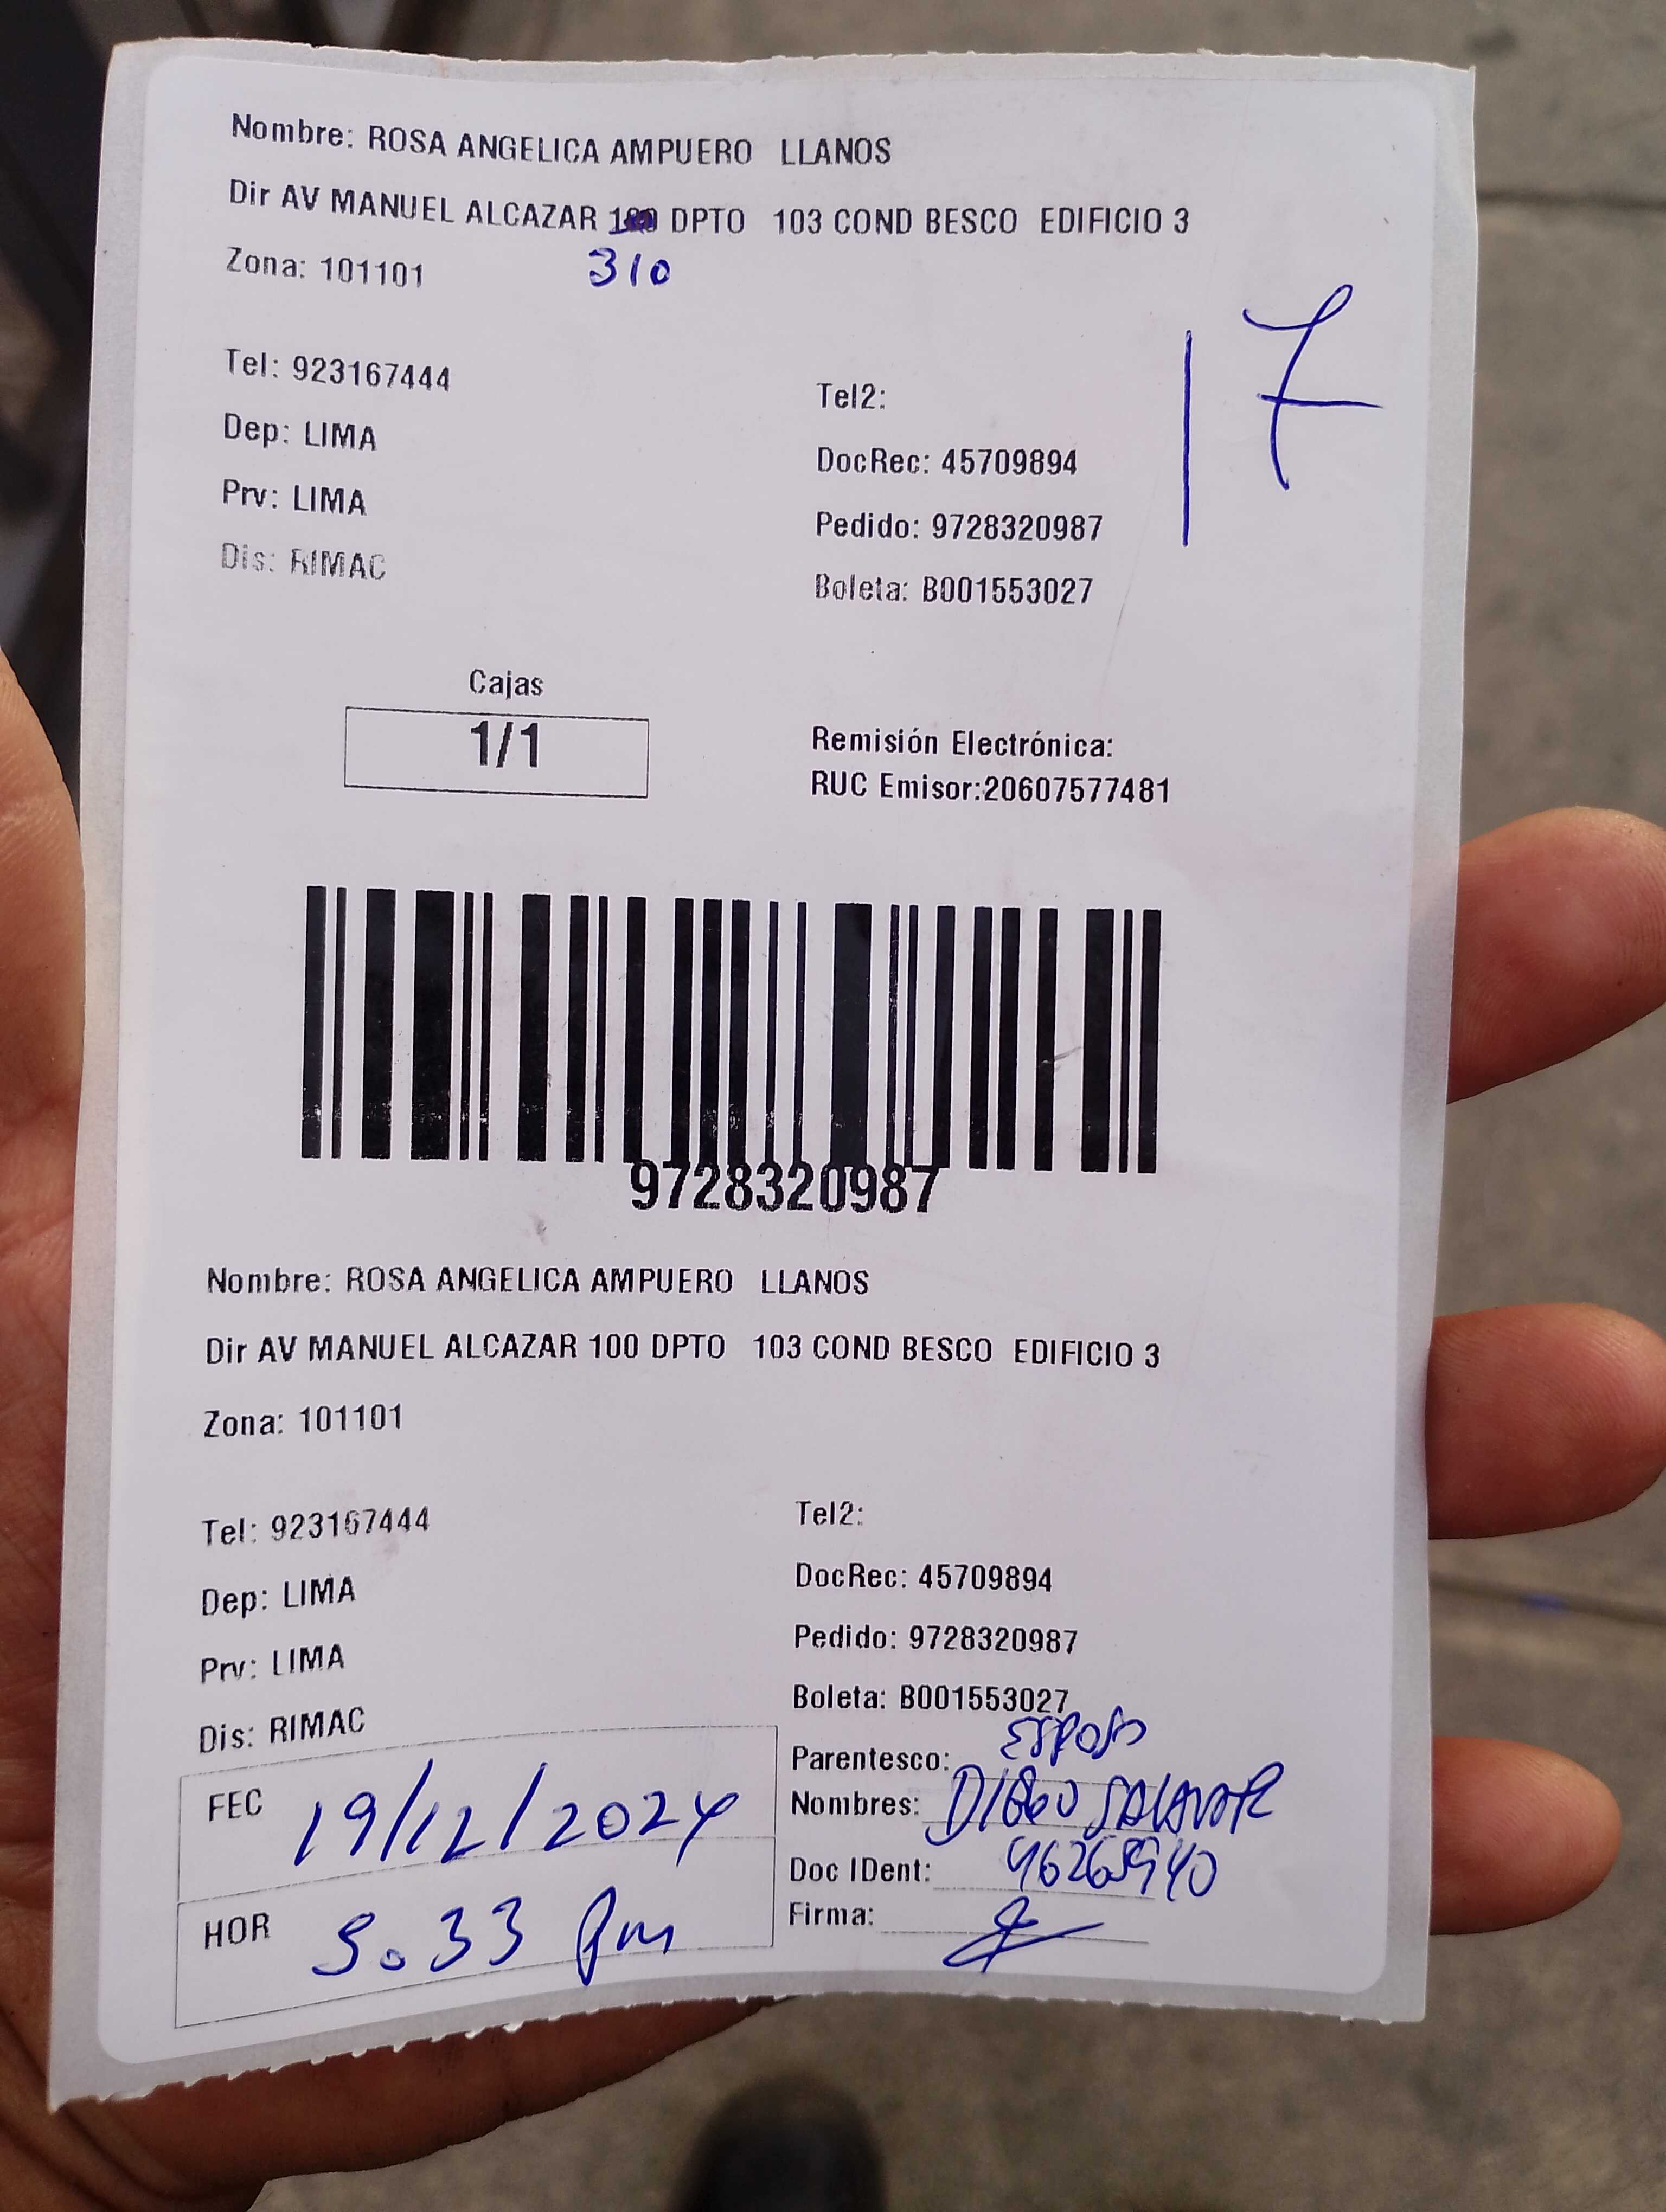 Nombre: ROSA ANGELICA AMPUERO LLANOS
Dir AV MANUEL ALCAZAR DPTO 103 COND BESCO EDIFICIO 3
310
Zona: 101101
17
Tel: 923167444
Tel2:
Dep: LIMA
DocRec: 45709894
Prv: LIMA
Pedido: 9728320987
Dis: RIMAC
Boleta: B001553027
Cajas
1/1
Remisión Electrónica:
RUC Emisor:20607577481
9728320987
Nombre: ROSA ANGELICA AMPUERO LLANOS
Dir AV MANUEL ALCAZAR 100 DPTO 103 COND BESCO EDIFICIO 3
Zona: 101101
Tel: 923167444
Tel2:
Dep: LIMA
DocRec: 45709894
Prv: LIMA
Pedido: 9728320987
Dis: RIMAC
Boleta: B001553027
FEC 19/12/2024
HOR 5.33 Pm
Parentesco: ESPOSO
Nombres: DIEGO
Doc IDent:
Firma: